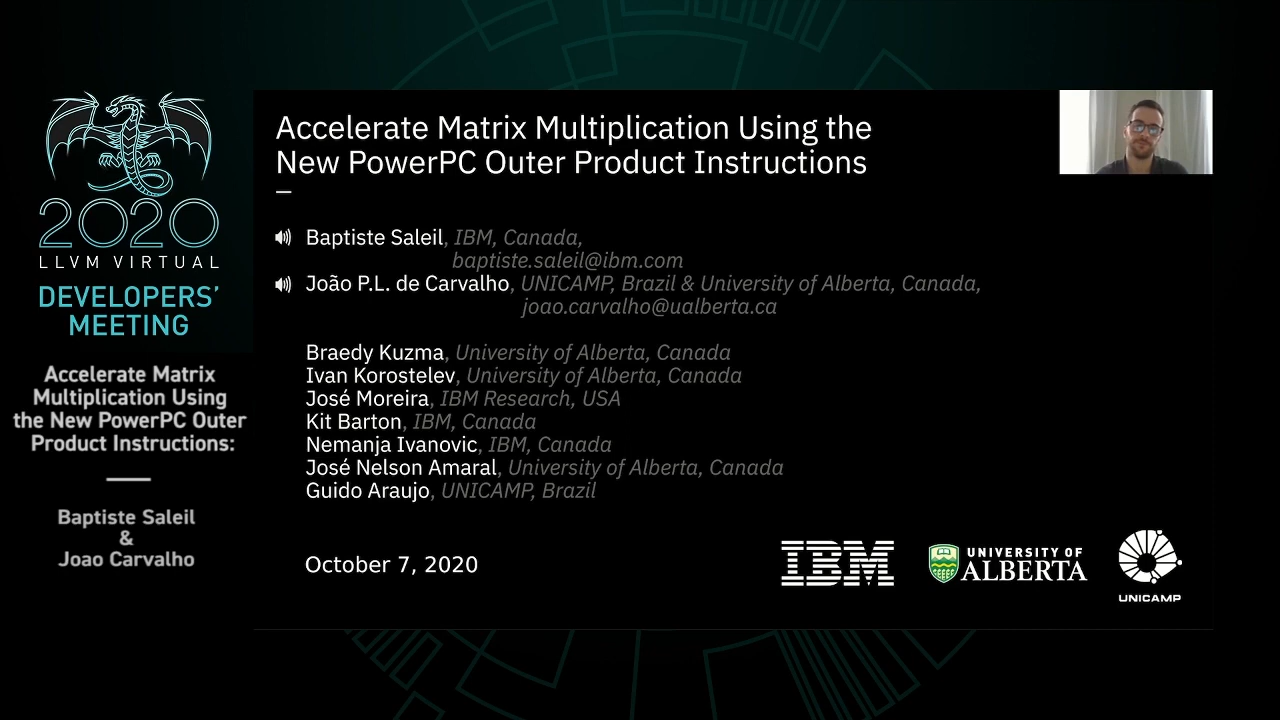 2020
LLVM VIRTUAL
DEVELOPERS'
MEETING
Accelerate Matrix
Multiplication Using
the New PowerPC Outer
Product Instructions:
Baptiste Saleil
&
Joao Carvalho
Accelerate Matrix Multiplication Using the
New PowerPC Outer Product Instructions
Baptiste Saleil, IBM, Canada,
baptiste.saleil@ibm.com
João P.L. de Carvalho, UNICAMP, Brazil & University of Alberta, Canada,
joao.carvalho@ualberta.ca
Braedy Kuzma, University of Alberta, Canada
Ivan Korostelev, University of Alberta, Canada
José Moreira, IBM Research, USA
Kit Barton, IBM, Canada
Nemanja Ivanovic, IBM, Canada
José Nelson Amaral, University of Alberta, Canada
Guido Araujo, UNICAMP, Brazil
October 7, 2020
IBM
UNIVERSITY OF
ALBERTA
UNICAMP